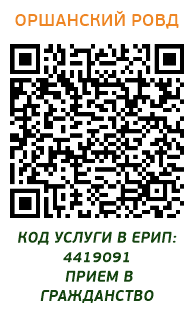 ОРШАНСКИЙ РОВД
КОД УСЛУГИ В ЕРИП:
4419091
ПРИЕМ В
ГРАЖДАНСТВО